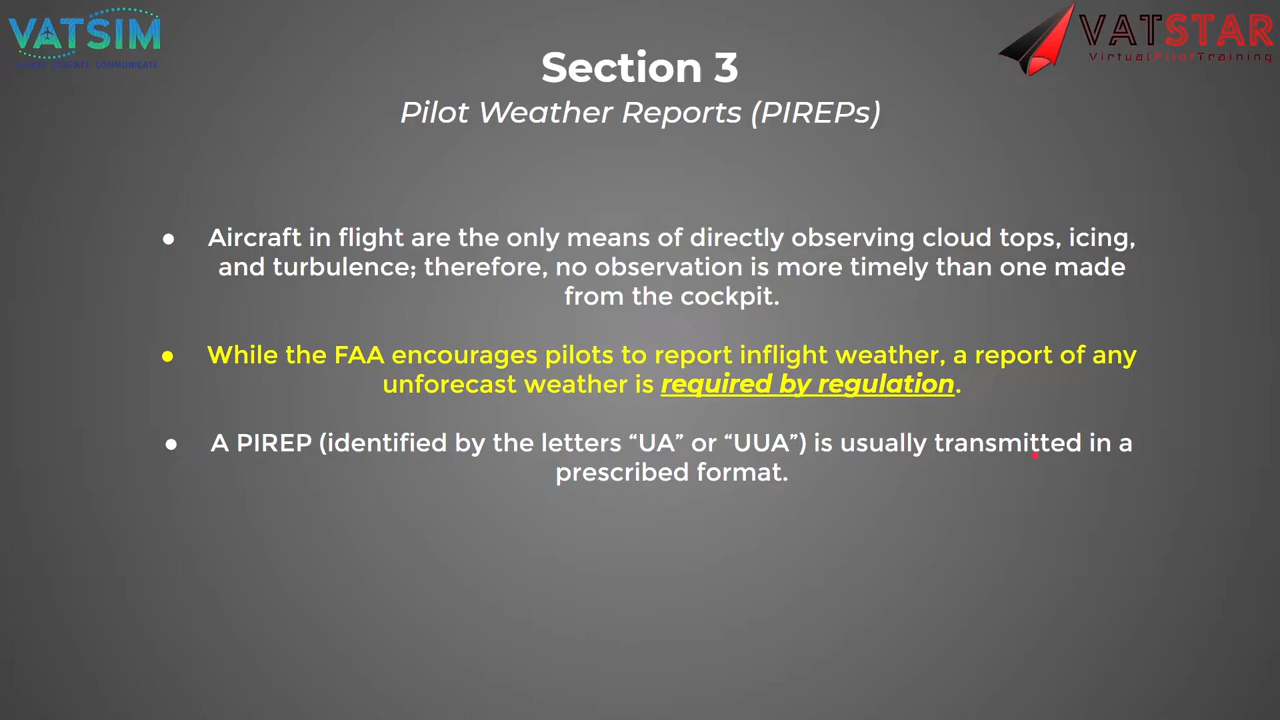 VATSIM
VATSTAR
VirtualPilotTraining
Section 3
Pilot Weather Reports (PIREPs)
● Aircraft in flight are the only means of directly observing cloud tops, icing,
and turbulence; therefore, no observation is more timely than one made
from the cockpit.
● While the FAA encourages pilots to report inflight weather, a report of any
unforecast weather is required by regulation.
● A PIREP (identified by the letters “UA” or “UUA”) is usually transmitted in a
prescribed format.